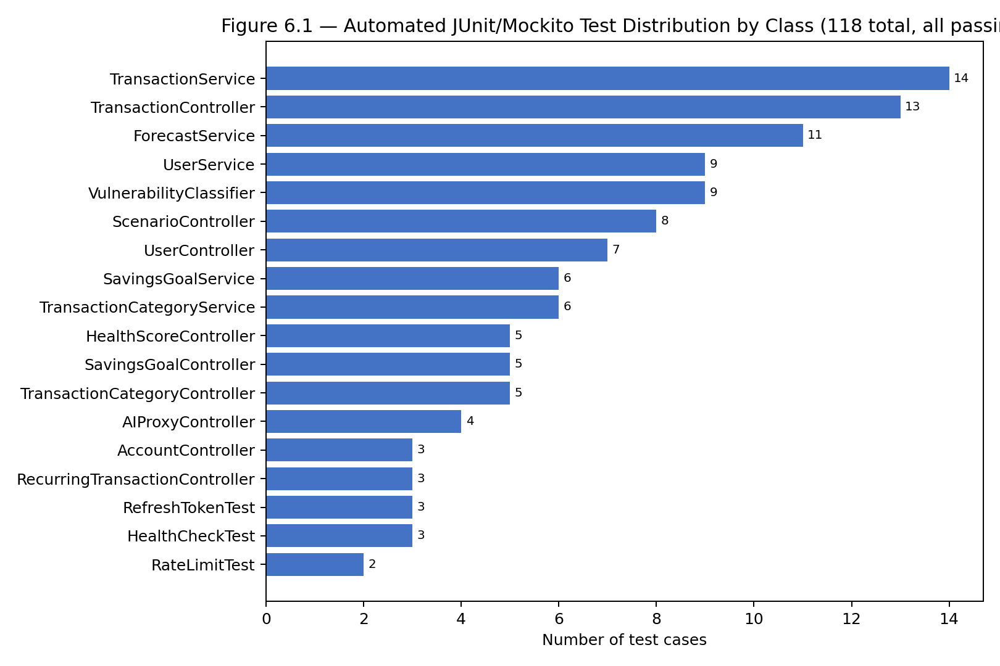 Figure 6.1 — Automated JUnit/Mockito Test Distribution by Class (118 total, all
TransactionService 14
TransactionController 13
ForecastService 11
UserService 9
VulnerabilityClassifier 9
ScenarioController 8
UserController 7
SavingsGoalService 6
TransactionCategoryService 6
HealthScoreController 5
SavingsGoalController 5
TransactionCategoryController 5
AIProxyController 4
AccountController 3
RecurringTransactionController 3
RefreshTokenTest 3
HealthCheckTest 3
RateLimitTest 2
0 2 4 6 8 10 12 14
Number of test cases